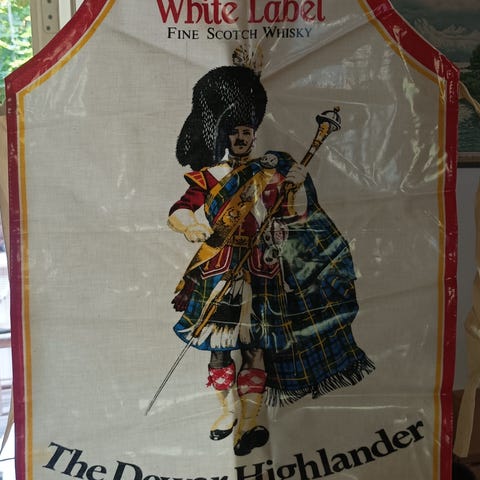 White Label
FINE SCOTCH WHISKY
The Dewar Highlander